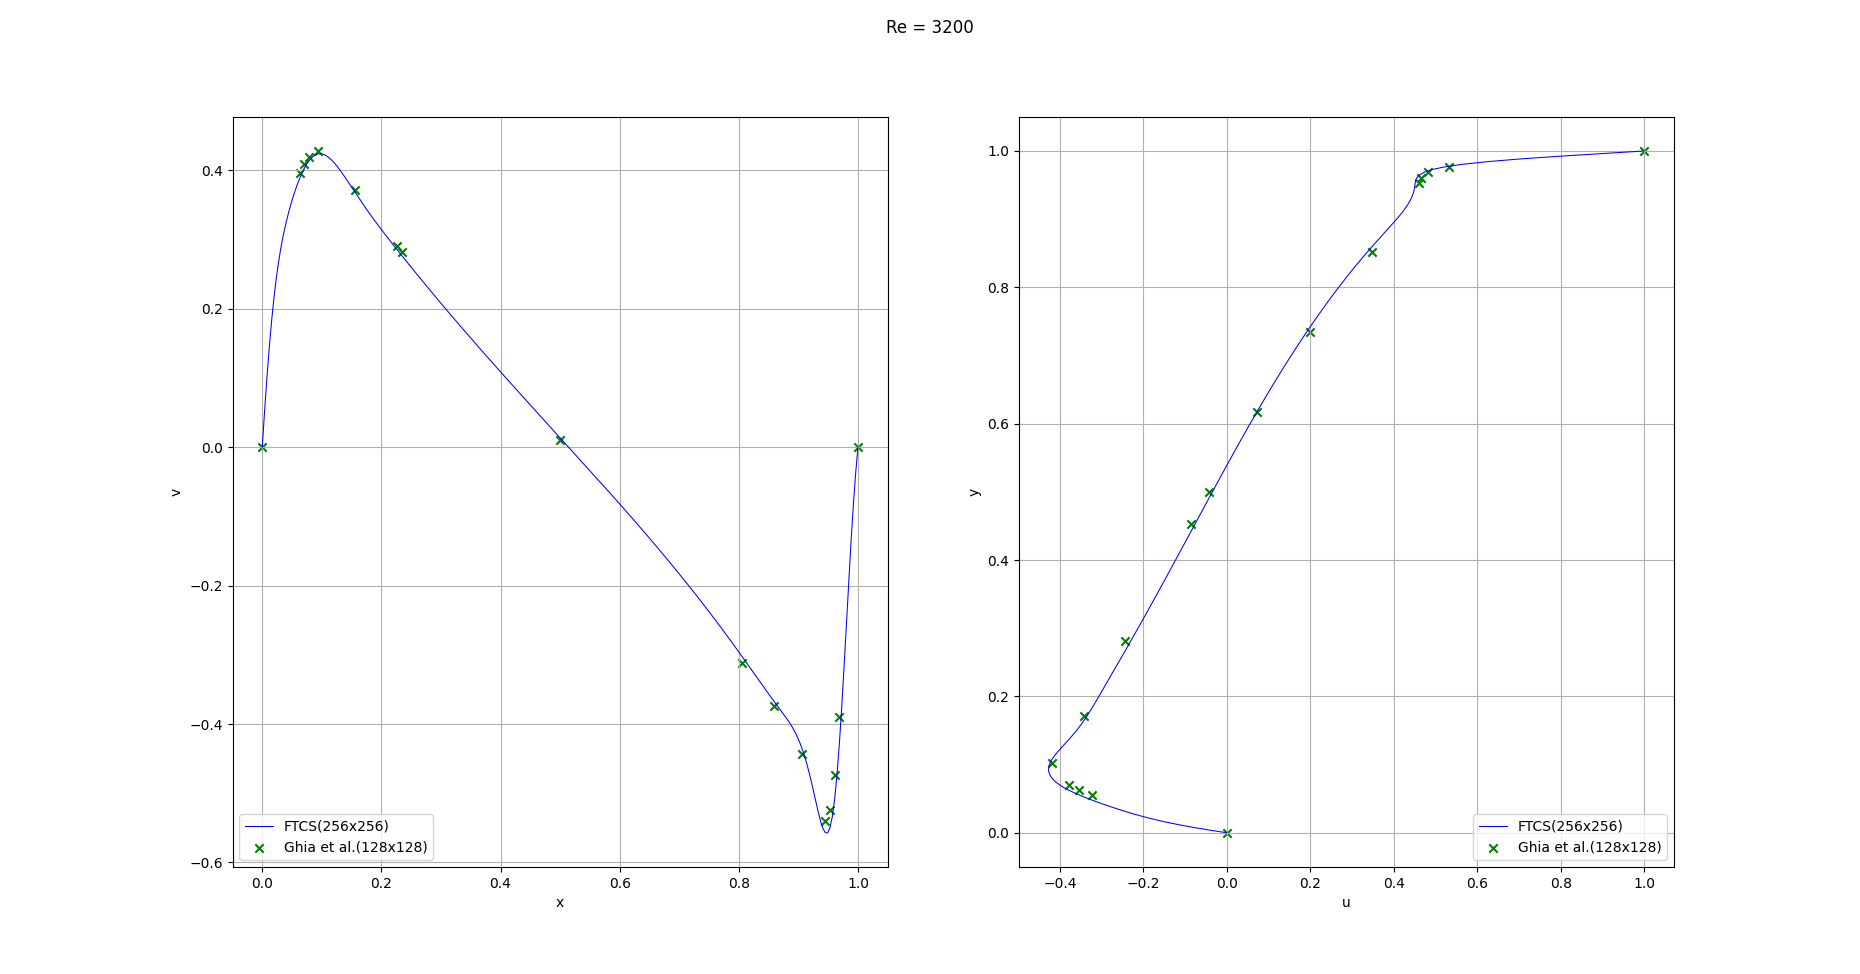 Re = 3200
0.4
0.2
0.0
−0.2
−0.4
−0.6
v
0.0 0.2 0.4 0.6 0.8 1.0
x
FTCS(256x256)
Ghia et al.(128x128)
1.0
0.8
0.6
0.4
0.2
0.0
y
−0.4 −0.2 0.0 0.2 0.4 0.6 0.8 1.0
u
FTCS(256x256)
Ghia et al.(128x128)